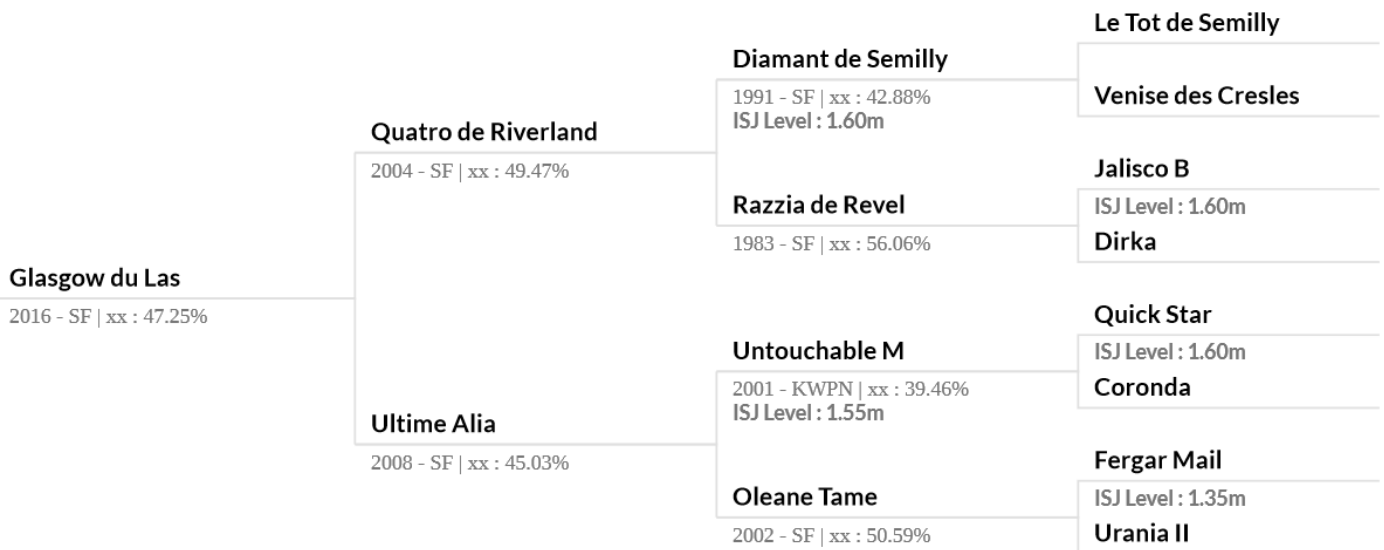 Le Tot de Semilly
Diamant de Semilly
1991 - SF | xx : 42.88%
ISJ Level : 1.60m
Venise des Cresles
Quatro de Riverland
2004 - SF | xx : 49.47%
Jalisco B
ISJ Level : 1.60m
Razzia de Revel
1983 - SF | xx : 56.06%
Dirka
Glasgow du Las
2016 - SF | xx : 47.25%
Quick Star
ISJ Level : 1.60m
Untouchable M
2001 - KWPN | xx : 39.46%
ISJ Level : 1.55m
Coronda
Ultime Alia
2008 - SF | xx : 45.03%
Fergar Mail
ISJ Level : 1.35m
Oleane Tame
2002 - SF | xx : 50.59%
Urania II